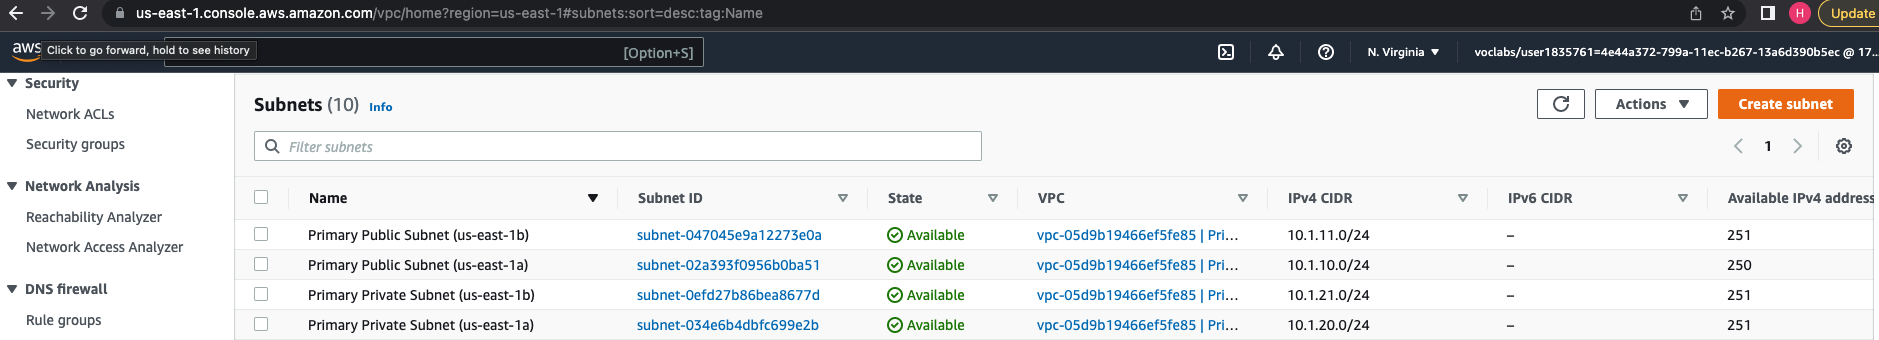 us-east-1.console.aws.amazon.com/vpc/home?region=us-east-1#subnets:sort=desc:tag:Name
H
Update
aws
Click to go forward, hold to see history
[Option+S]
N. Virginia
voclabs/user1835761=4e44a372-799a-11ec-b267-13a6d390b5ec @ 17...
Security
Network ACLs
Security groups
Network Analysis
Reachability Analyzer
Network Access Analyzer
DNS firewall
Rule groups
Subnets (10) Info
Actions
Create subnet
Filter subnets
1
Name Subnet ID State VPC IPv4 CIDR IPv6 CIDR Available IPv4 address
Primary Public Subnet (us-east-1b) subnet-047045e9a12273e0a Available vpc-05d9b19466ef5fe85 | Pri... 10.1.11.0/24 – 251
Primary Public Subnet (us-east-1a) subnet-02a393f0956b0ba51 Available vpc-05d9b19466ef5fe85 | Pri... 10.1.10.0/24 – 250
Primary Private Subnet (us-east-1b) subnet-0efd27b86bea8677d Available vpc-05d9b19466ef5fe85 | Pri... 10.1.21.0/24 – 251
Primary Private Subnet (us-east-1a) subnet-034e6b4dbfc699e2b Available vpc-05d9b19466ef5fe85 | Pri... 10.1.20.0/24 – 251